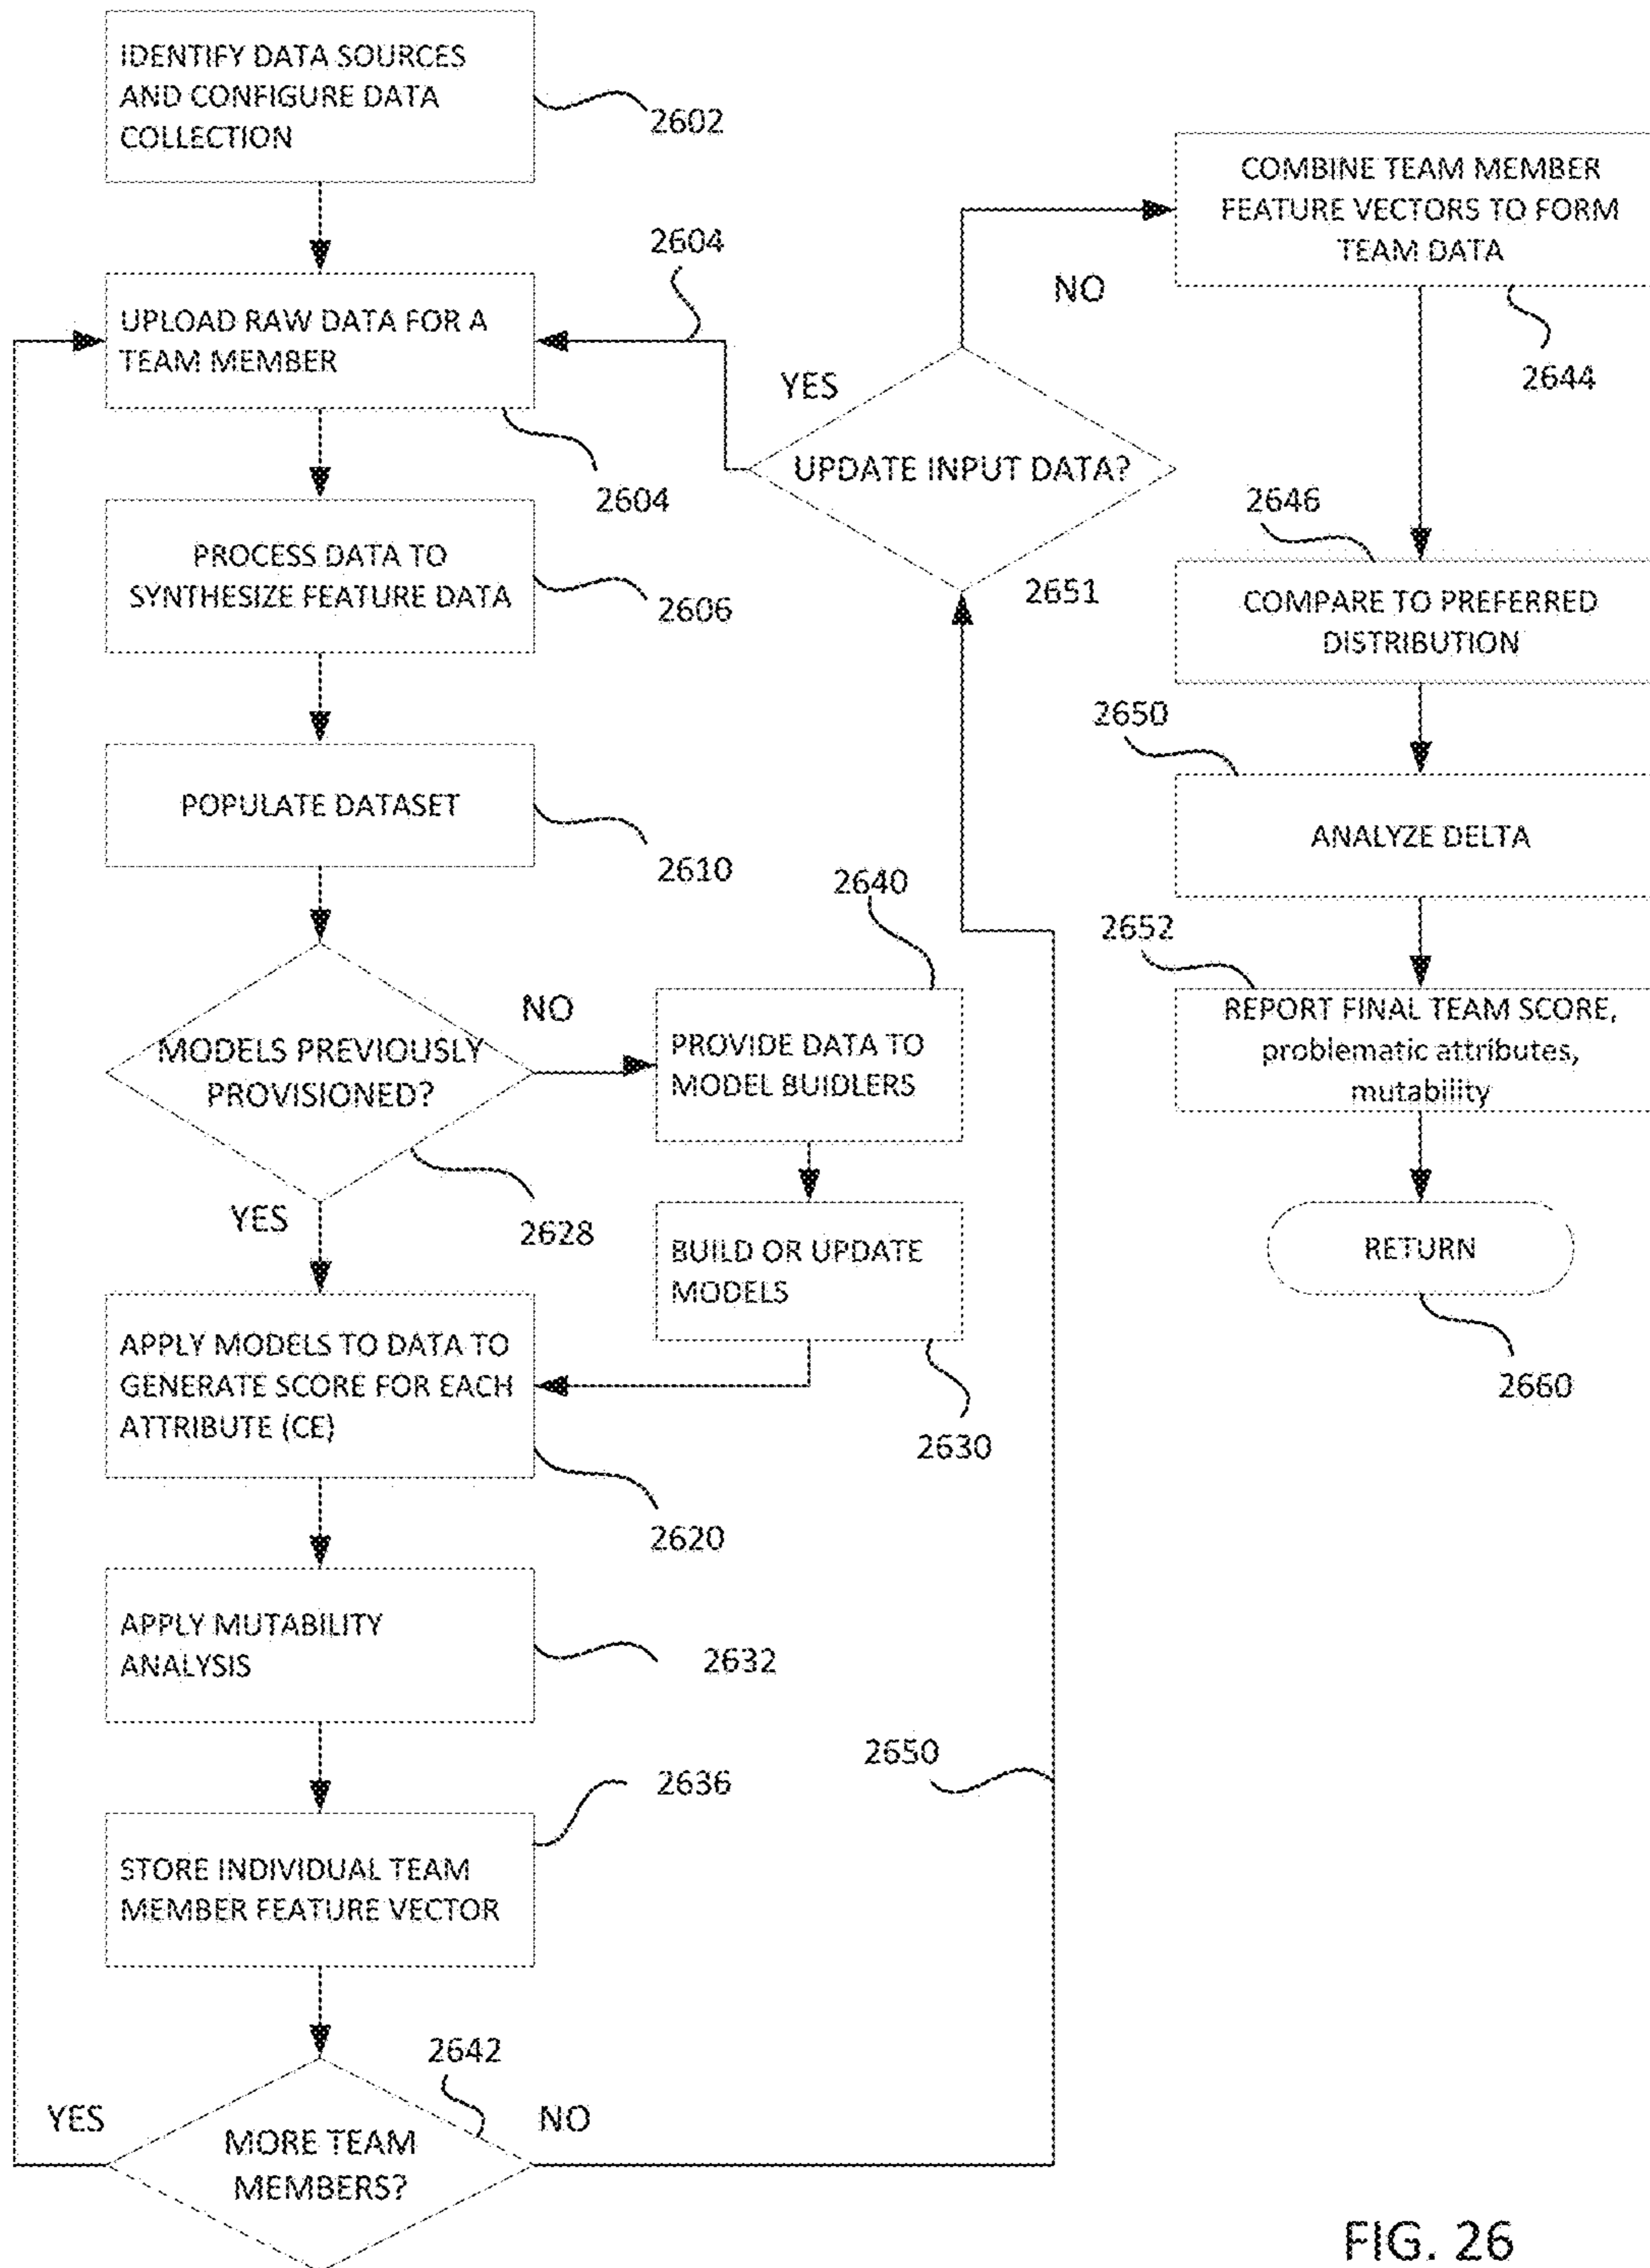 IDENTIFY DATA SOURCES
AND CONFIGURE DATA
COLLECTION
2602
UPLOAD RAW DATA FOR A
TEAM MEMBER
2604
2604
PROCESS DATA TO
SYNTHESIZE FEATURE DATA
2606
POPULATE DATASET
2610
MODELS PREVIOUSLY
PROVISIONED?
2628
NO
YES
2640
PROVIDE DATA TO
MODEL BUIDLERS
BUILD OR UPDATE
MODELS
2630
APPLY MODELS TO DATA TO
GENERATE SCORE FOR EACH
ATTRIBUTE (CE)
2620
APPLY MUTABILITY
ANALYSIS
2632
2636
STORE INDIVIDUAL TEAM
MEMBER FEATURE VECTOR
2642
MORE TEAM
MEMBERS?
YES
NO
2650
UPDATE INPUT DATA?
2651
YES
NO
COMBINE TEAM MEMBER
FEATURE VECTORS TO FORM
TEAM DATA
2644
2646
COMPARE TO PREFERRED
DISTRIBUTION
2650
ANALYZE DELTA
2652
REPORT FINAL TEAM SCORE,
problematic attributes,
mutability
RETURN
2660
FIG. 26